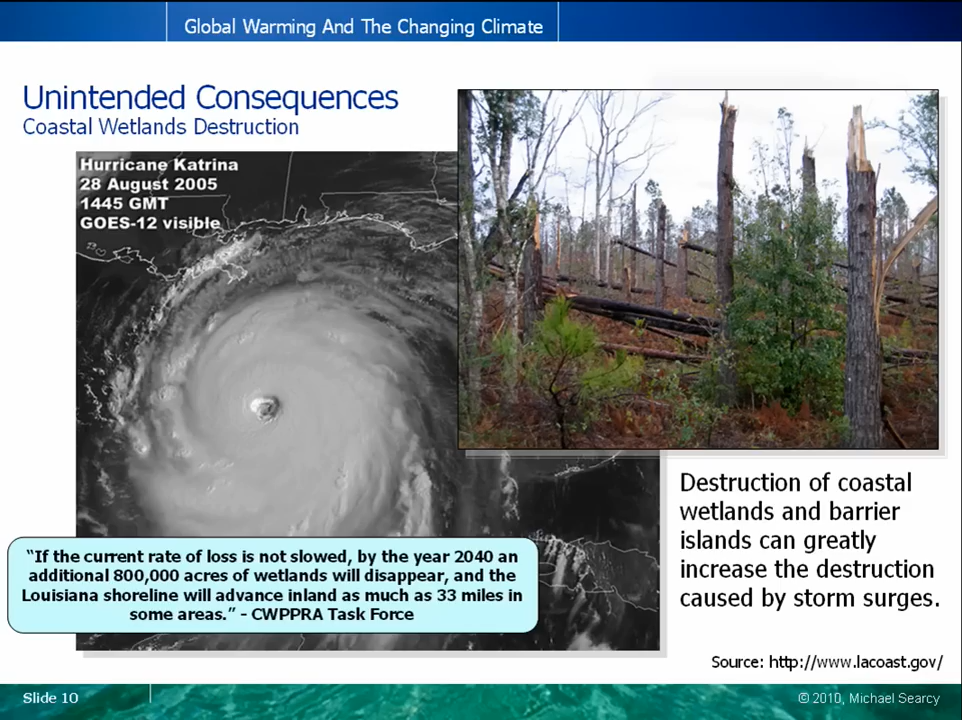 Global Warming And The Changing Climate
Unintended Consequences
Coastal Wetlands Destruction
Hurricane Katrina
28 August 2005
1445 GMT
GOES-12 visible
“If the current rate of loss is not slowed, by the year 2040 an
additional 800,000 acres of wetlands will disappear, and the
Louisiana shoreline will advance inland as much as 33 miles in
some areas.” - CWPPRA Task Force
Destruction of coastal
wetlands and barrier
islands can greatly
increase the destruction
caused by storm surges.
Source: http://www.lacoast.gov/
Slide 10
© 2010, Michael Searcy